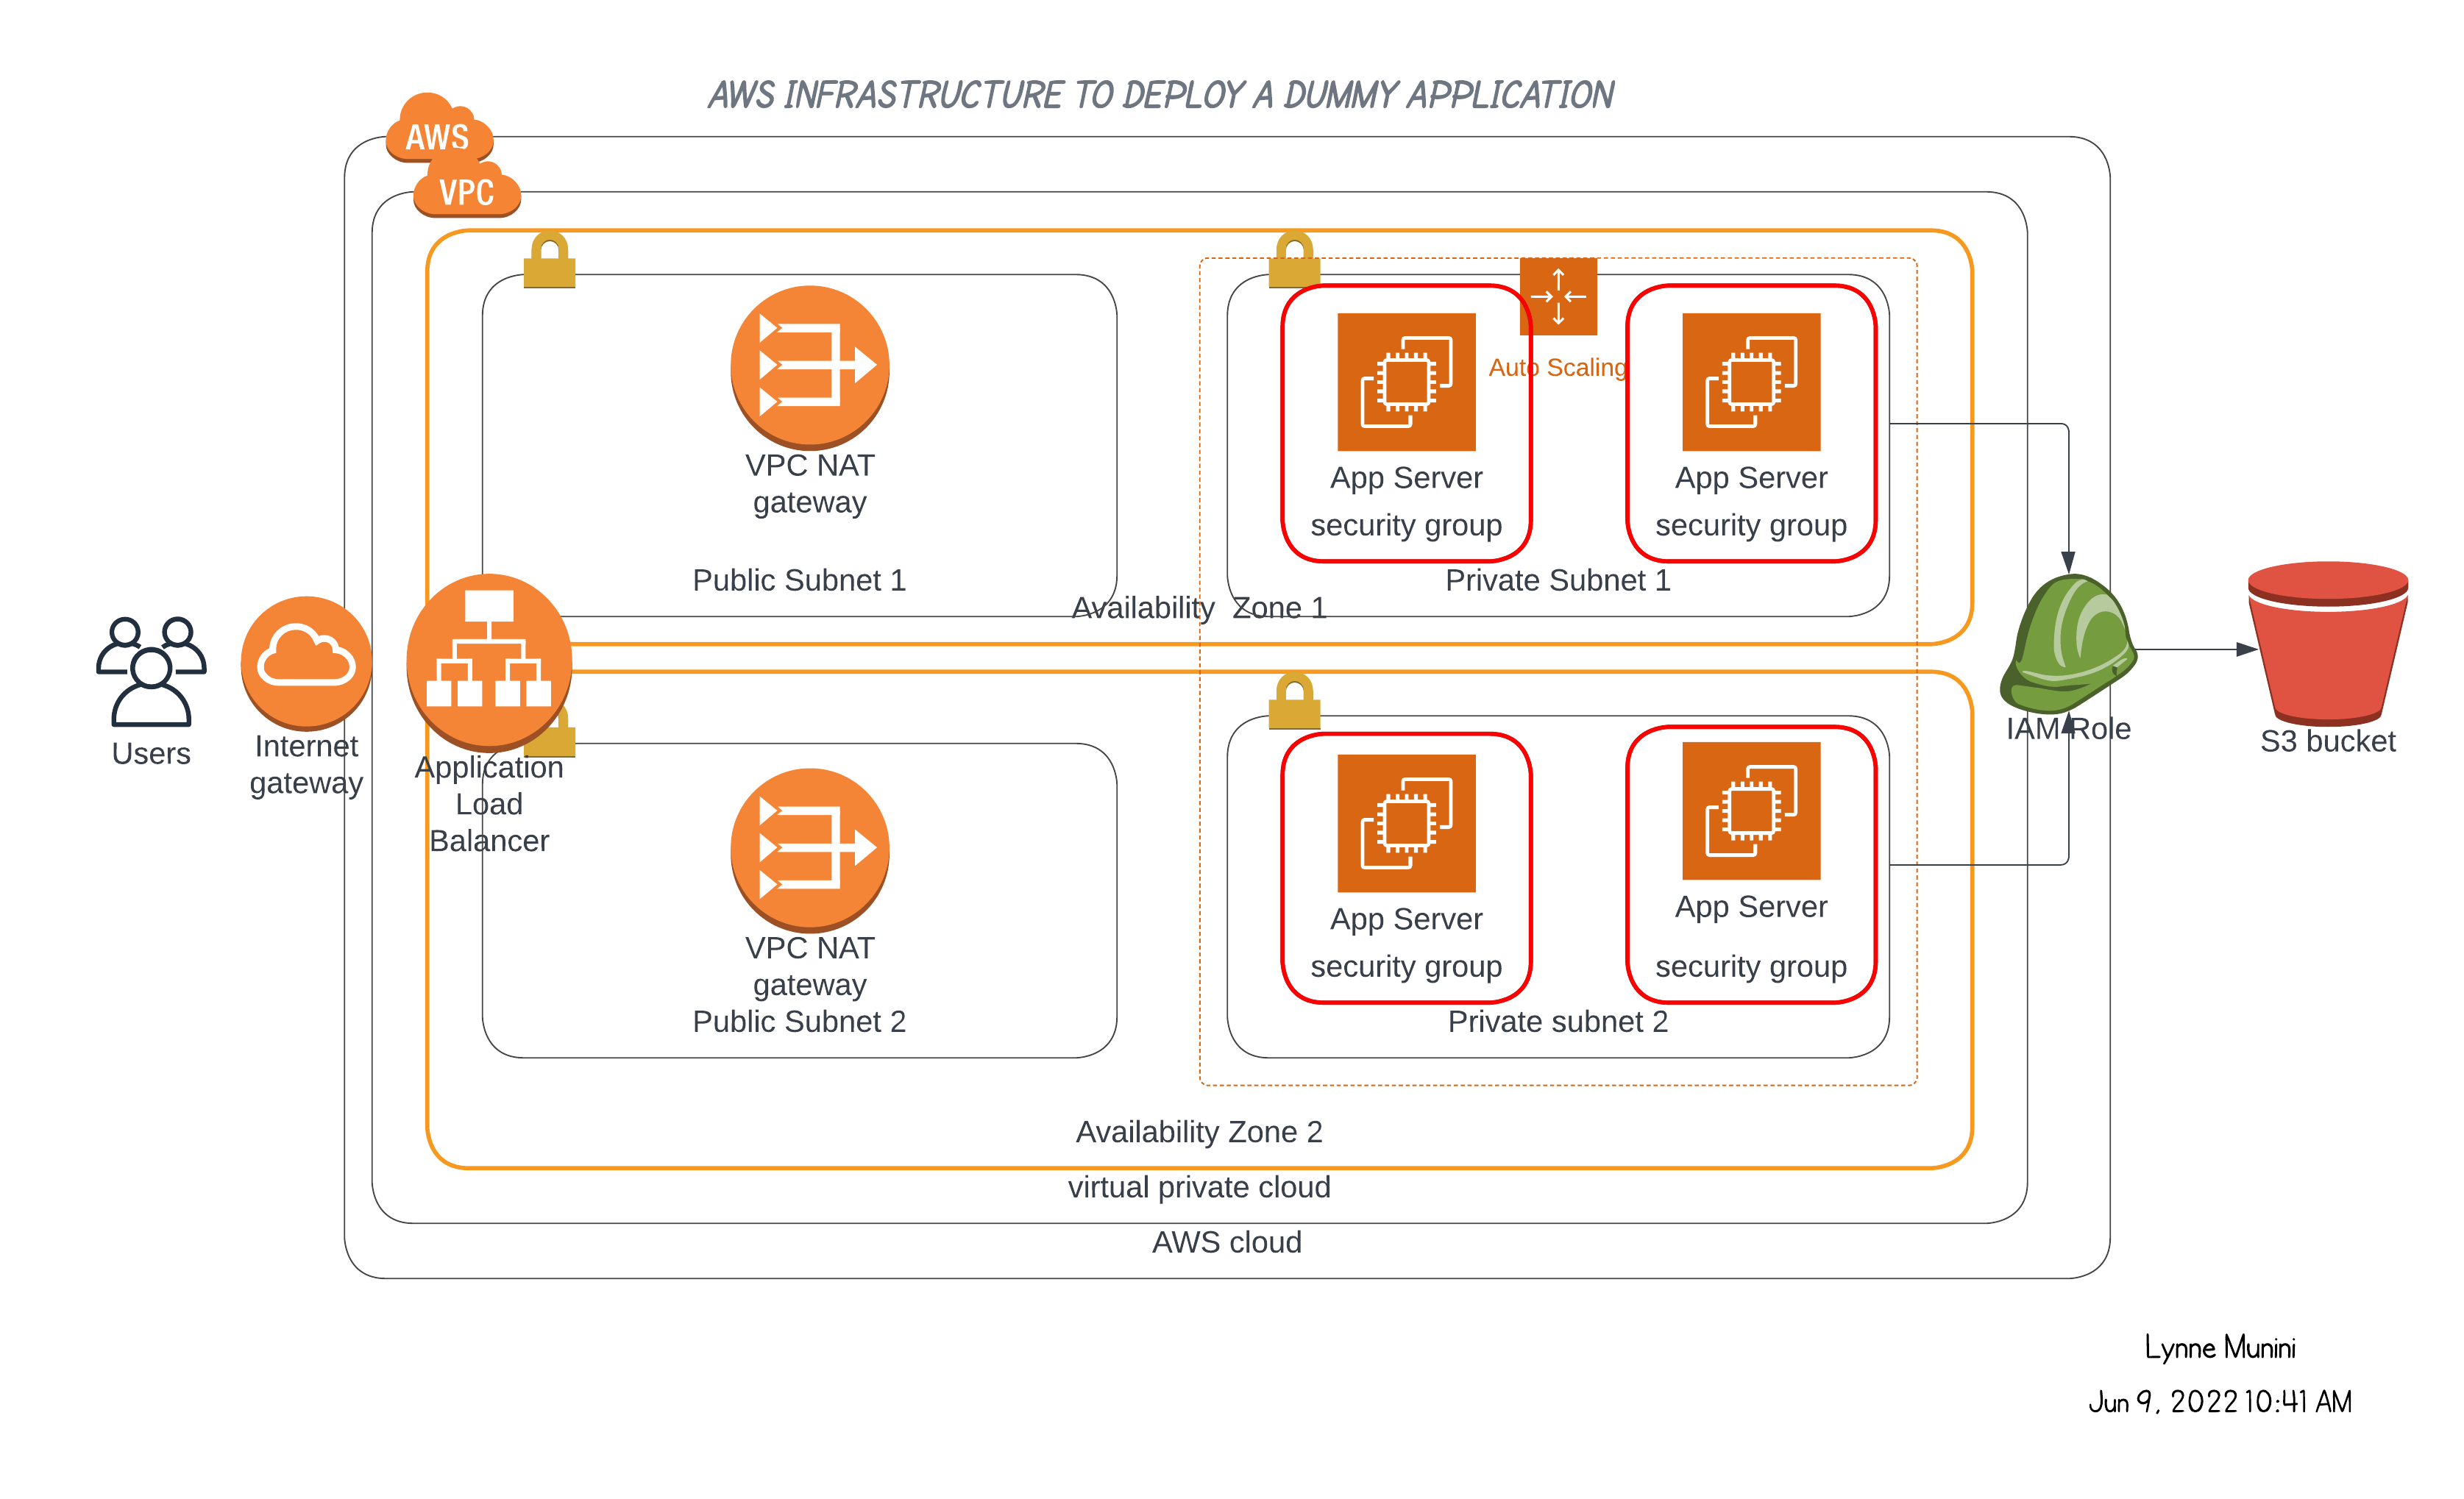 AWS INFRASTRUCTURE TO DEPLOY A DUMMY APPLICATION
AWS
VPC
Auto Scaling
VPC NAT
gateway
App Server
security group
App Server
security group
Public Subnet 1
Private Subnet 1
Availability Zone 1
Users
Internet
gateway
Application
Load
Balancer
IAM Role
S3 bucket
VPC NAT
gateway
Public Subnet 2
App Server
security group
App Server
security group
Private subnet 2
Availability Zone 2
virtual private cloud
AWS cloud
Lynne Munini
Jun 9, 2022 10:41 AM